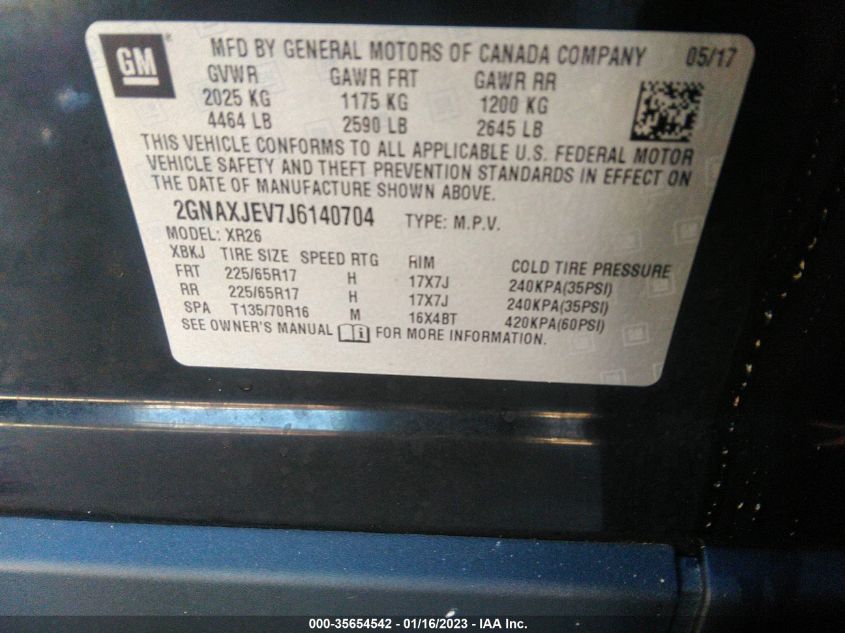 GM ® MFD BY GENERAL MOTORS OF CANADA COMPANY 05/17
GVWR GAWR FRT GAWR RR
2025 KG 1175 KG 1200 KG
4464 LB 2590 LB 2645 LB
THIS VEHICLE CONFORMS TO ALL APPLICABLE U.S. FEDERAL MOTOR
VEHICLE SAFETY AND THEFT PREVENTION STANDARDS IN EFFECT ON
THE DATE OF MANUFACTURE SHOWN ABOVE.
2GNAXJEV7J6140704 TYPE: M.P.V.
MODEL: XR26
XBKJ TIRE SIZE SPEED RTG RIM COLD TIRE PRESSURE
FRT 225/65R17 H 17X7J 240KPA(35PSI)
RR 225/65R17 H 17X7J 240KPA(35PSI)
SPA T135/70R16 M 16X4BT 420KPA(60PSI)
SEE OWNER'S MANUAL FOR MORE INFORMATION.
000-35654542 - 01/16/2023 - IAA Inc.